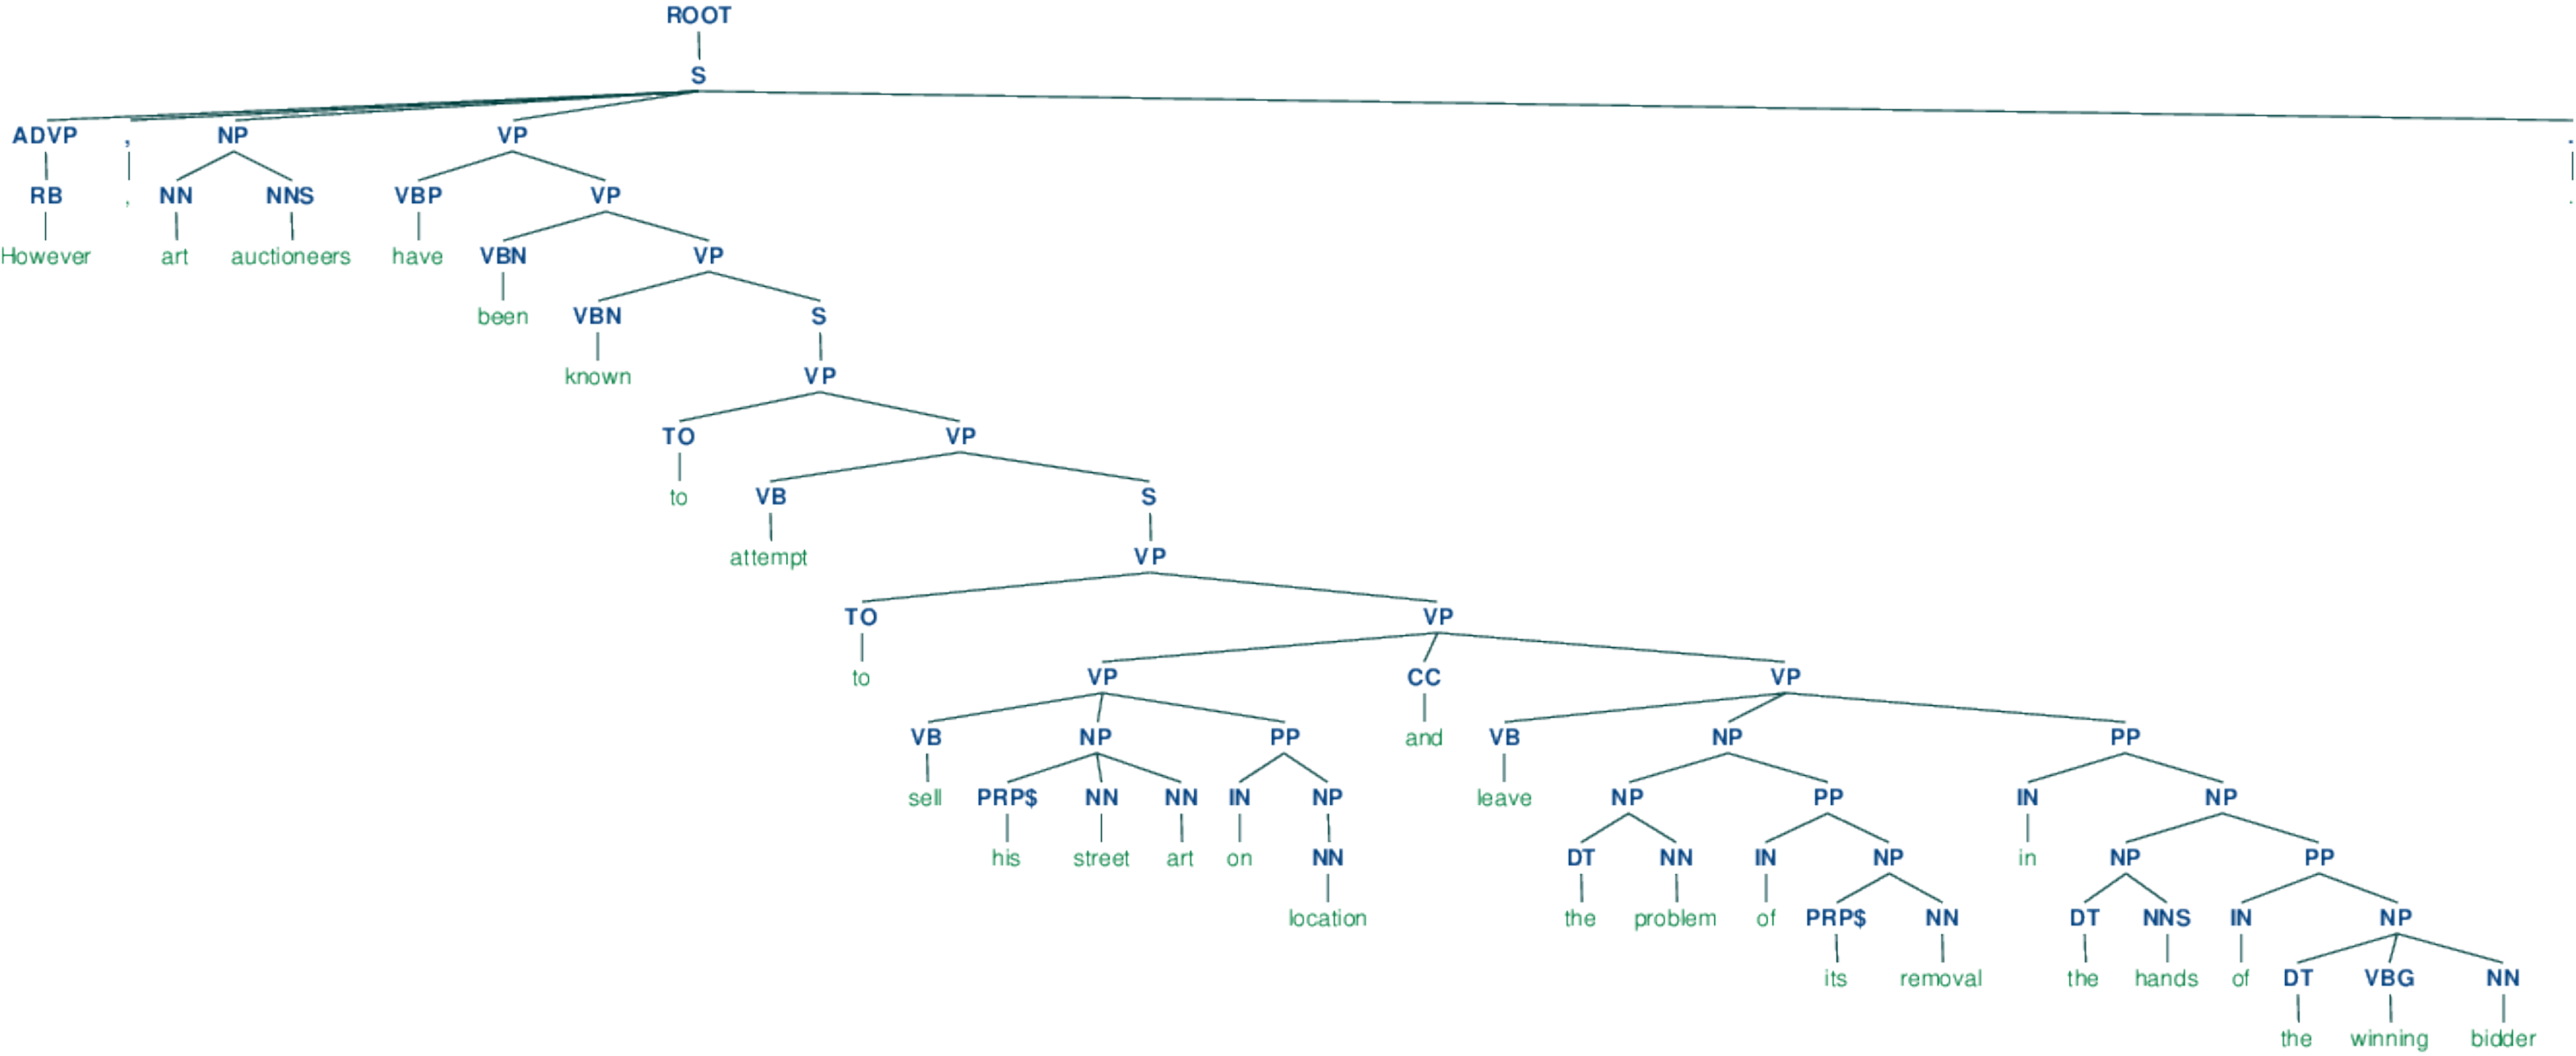 ROOT
S
ADVP , NP VP .
RB , NN NNS VBP VP .
However art auctioneers have VBN VP
been VBN S
known VP
TO VP
to VB S
attempt VP
TO VP
to VP CC VP
VB NP PP and VB NP PP
sell PRP$ NN NN IN NP leave NP PP IN NP
his street art on NN DT NN IN NP in NP PP
location the problem of PRP$ NN DT NNS IN NP
its removal the hands of DT VBG NN
the winning bidder